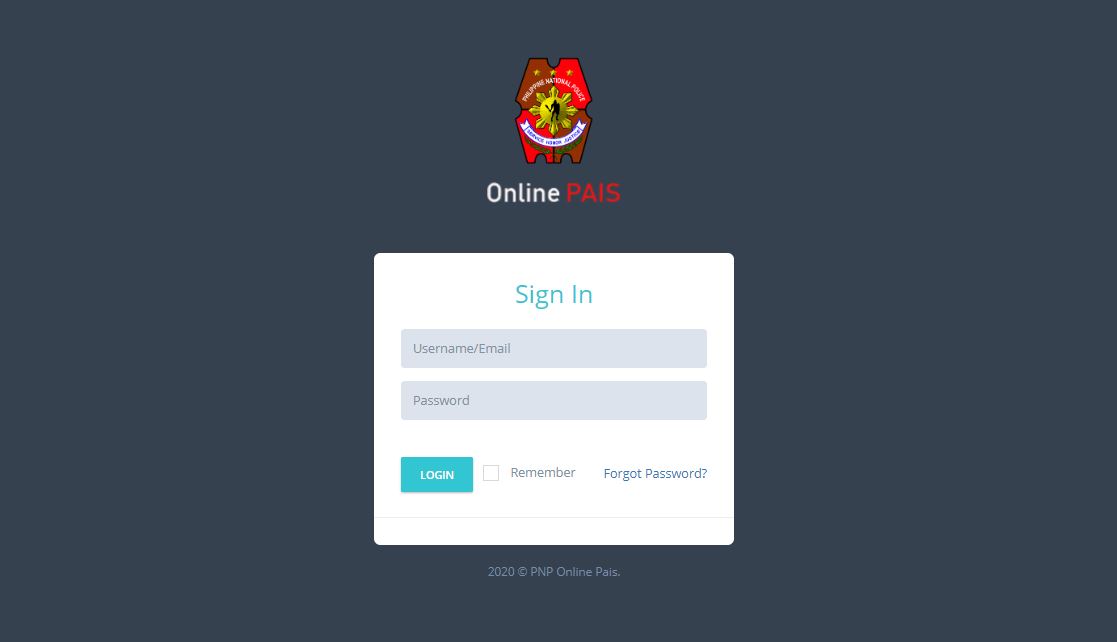 PHILIPPINE NATIONAL POLICE
SERVICE HONOR JUSTICE
Online PAIS
Sign In
Username/Email
Password
LOGIN
Remember
Forgot Password?
2020 © PNP Online Pais.